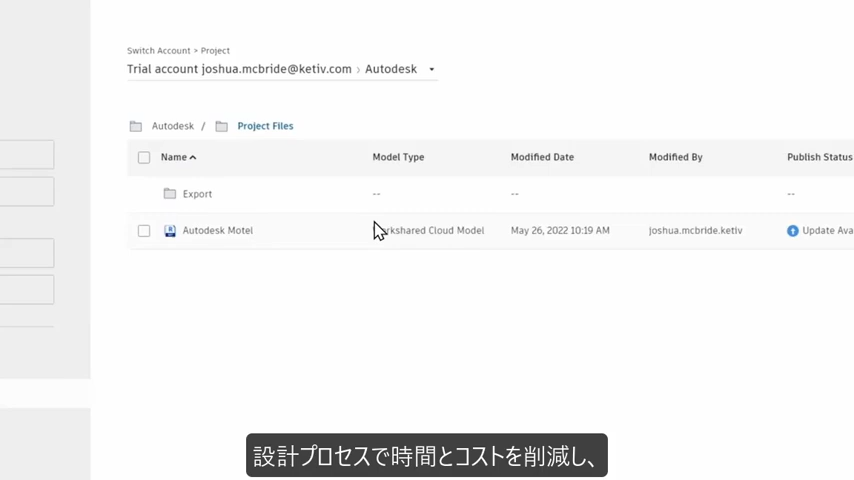 Switch Account > Project
Trial account joshua.mcbride@ketiv.com › Autodesk
Autodesk / Project Files
Name Model Type Modified Date Modified By Publish Status
Export -- -- --
Autodesk Motel rkshared Cloud Model May 26, 2022 10:19 AM joshua.mcbride.ketiv Update Ava
設計プロセスで時間とコストを削減し、